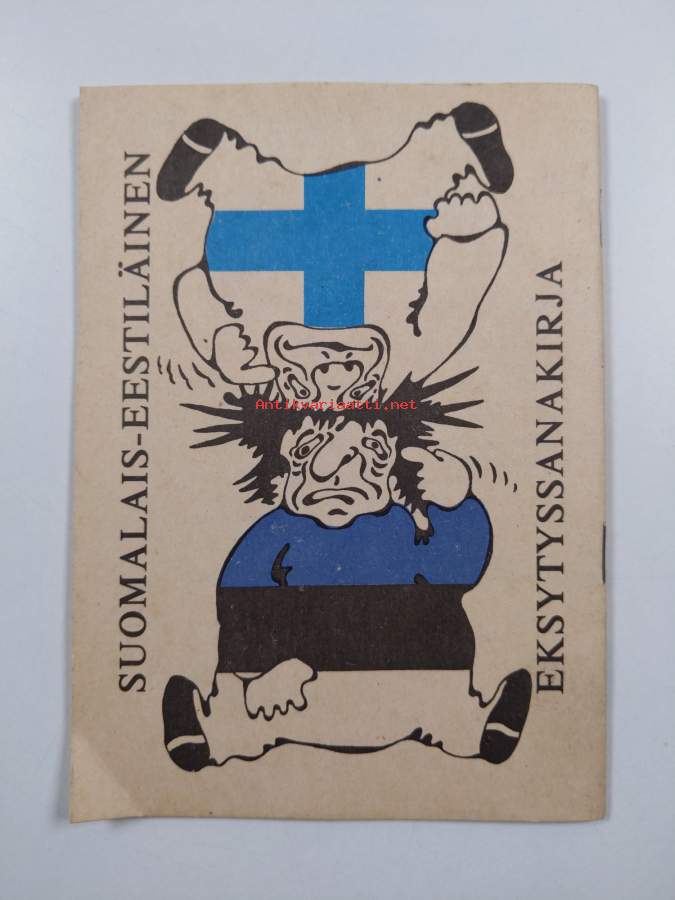 SUOMALAIS-EESTILÄINEN
EKSYTYSSANAKIRJA
Antikvariaatti.net